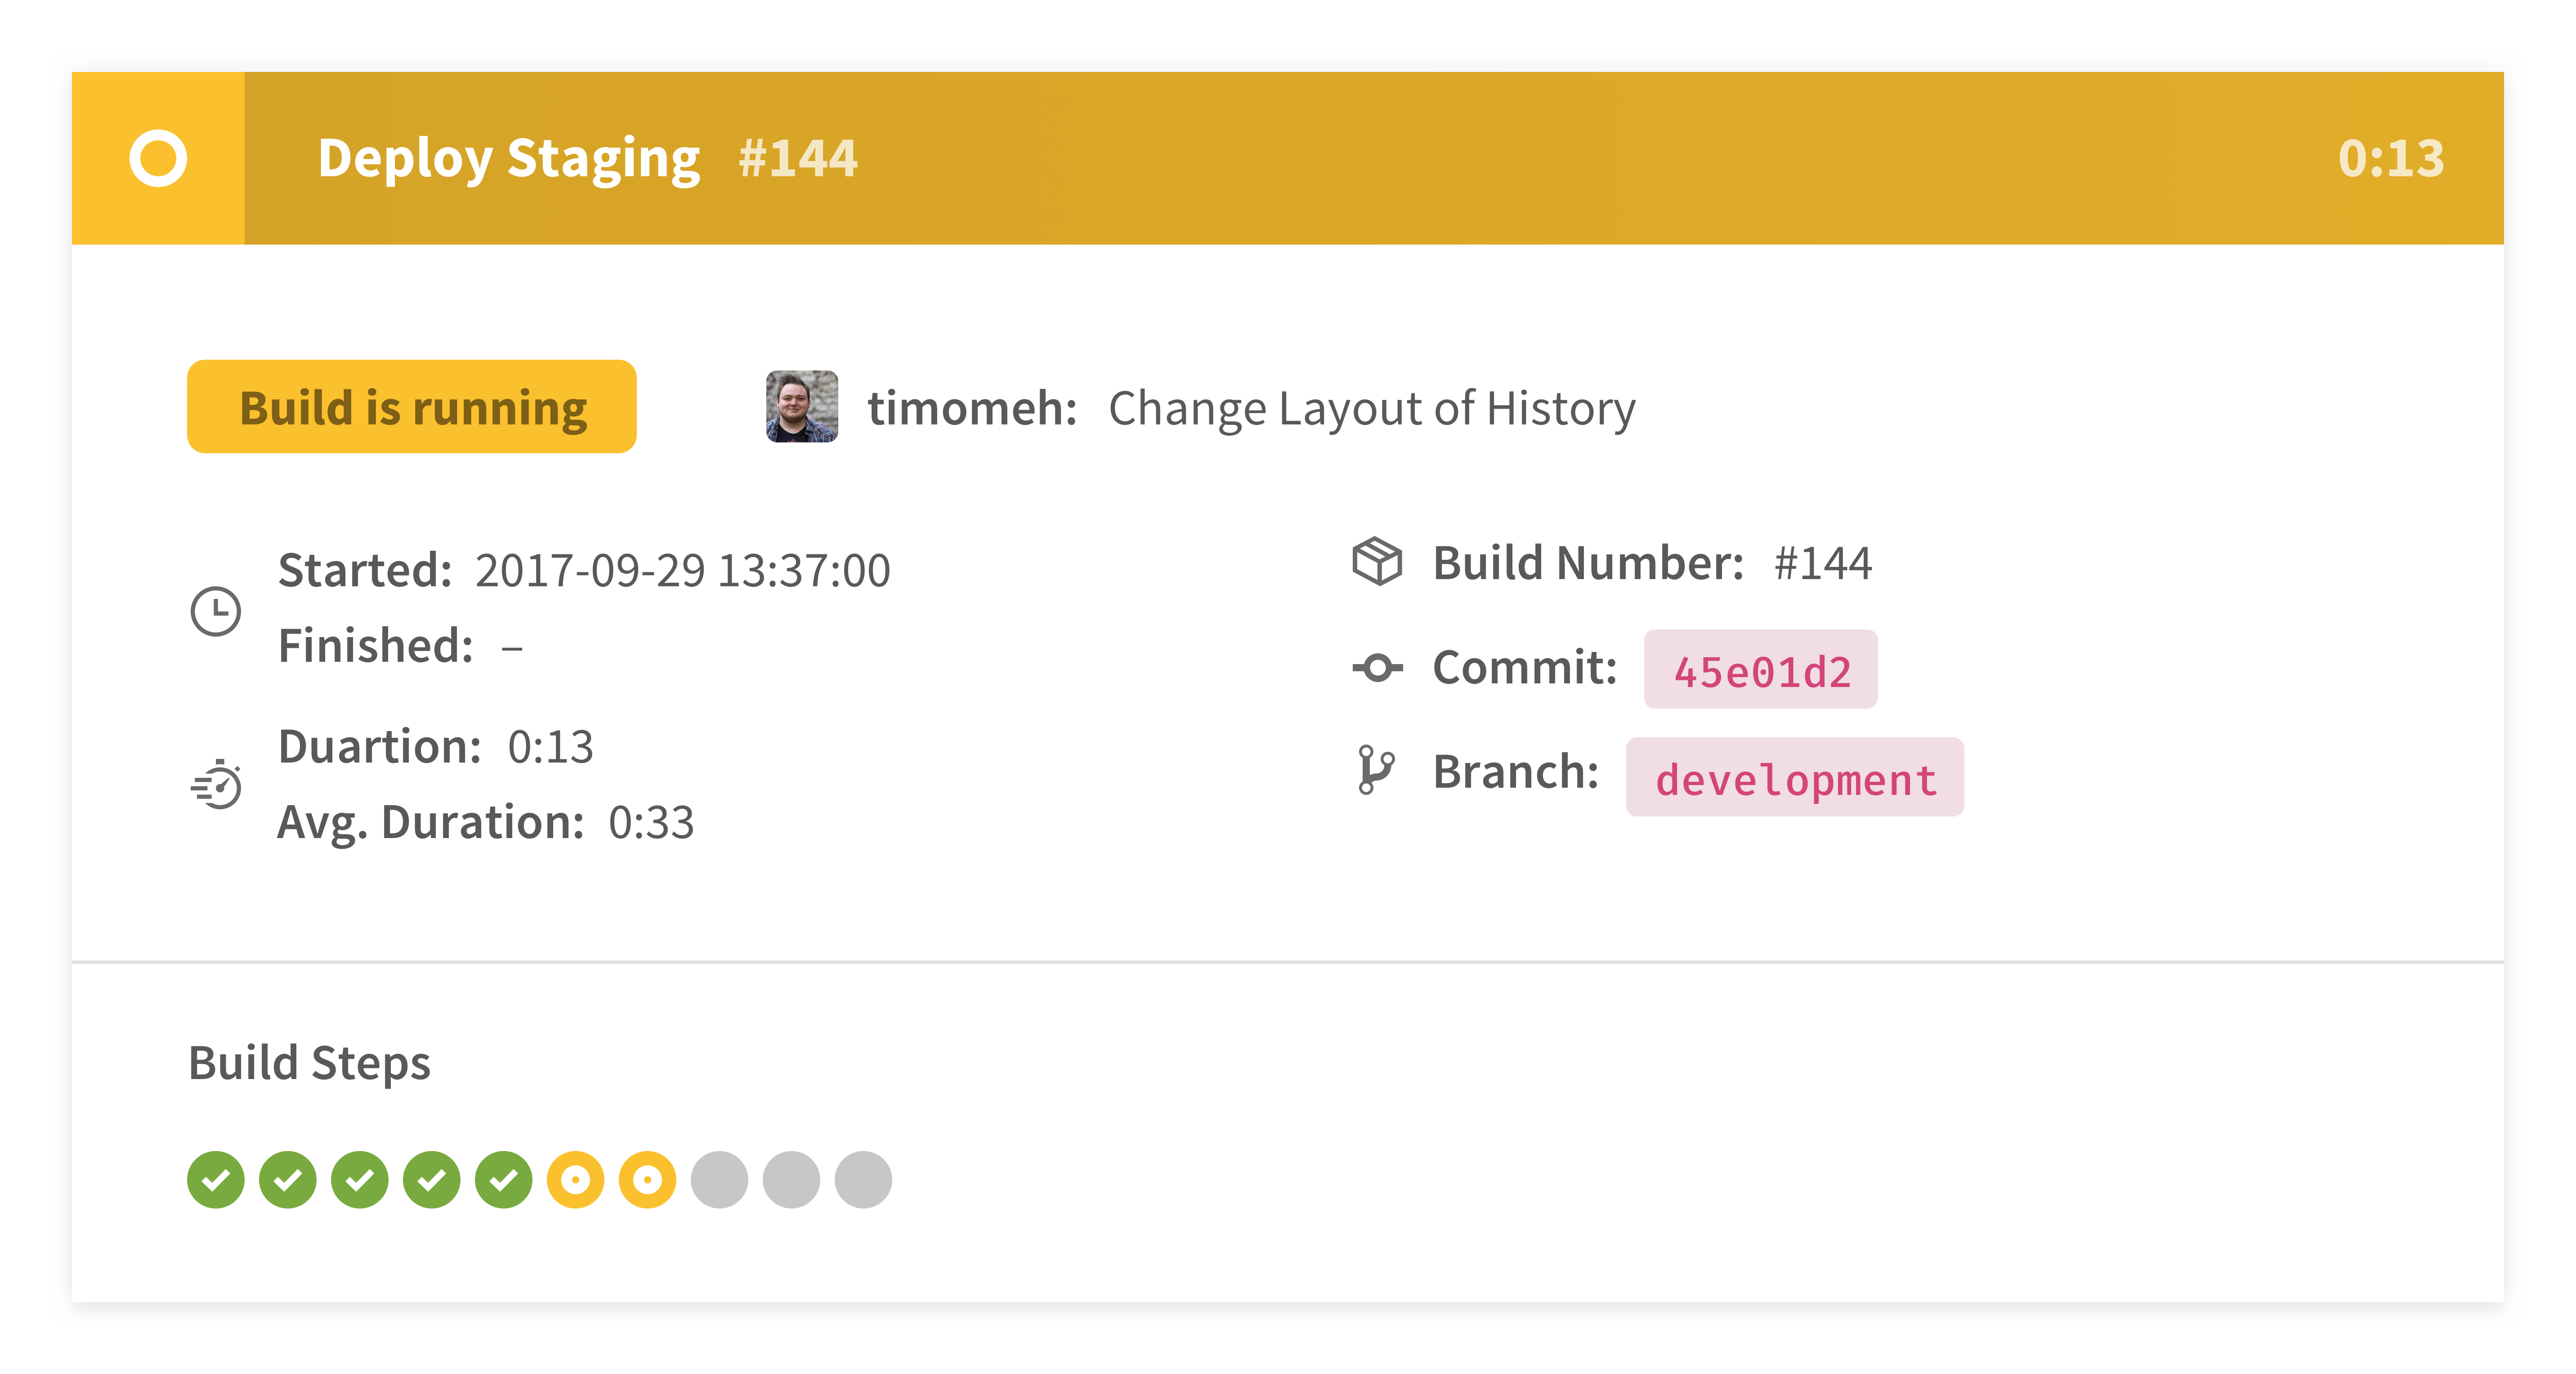 Deploy Staging #144 0:13
Build is running
timomeh: Change Layout of History
Started: 2017-09-29 13:37:00
Finished: –
Duartion: 0:13
Avg. Duration: 0:33
Build Number: #144
Commit: 45e01d2
Branch: development
Build Steps